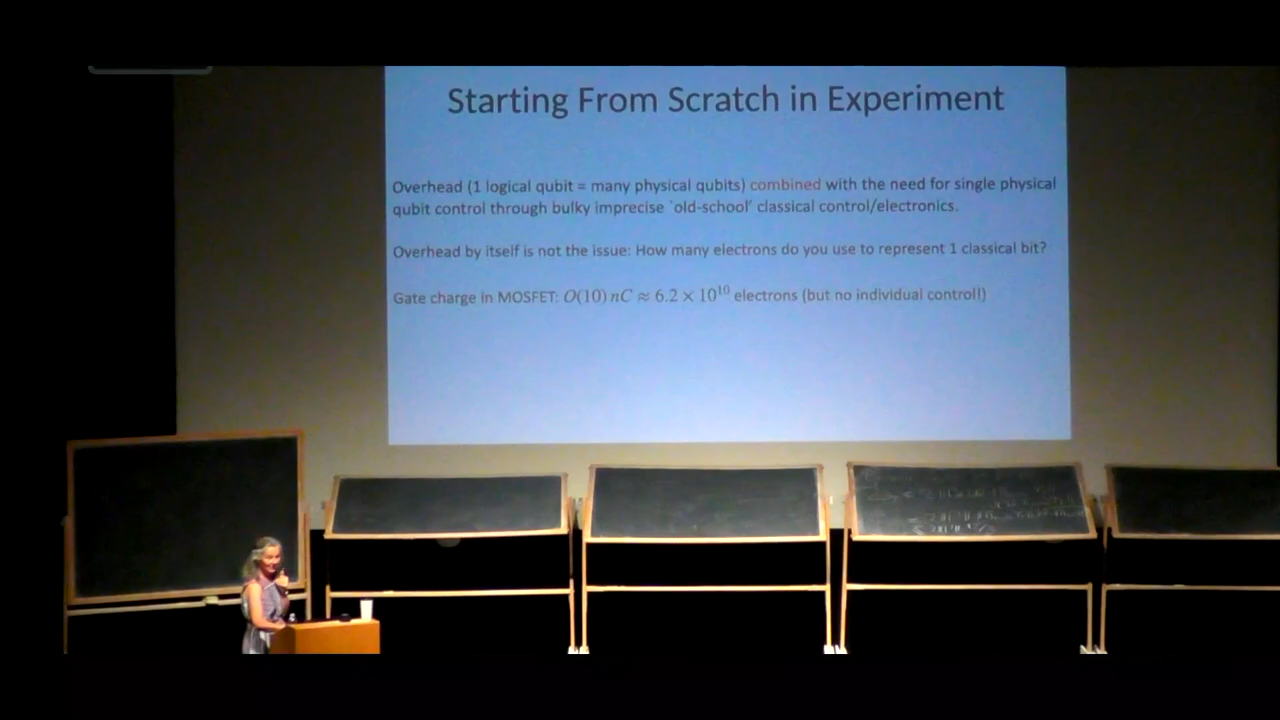 Starting From Scratch in Experiment
Overhead (1 logical qubit = many physical qubits) combined with the need for single physical
qubit control through bulky imprecise `old-school' classical control/electronics.
Overhead by itself is not the issue: How many electrons do you use to represent 1 classical bit?
Gate charge in MOSFET: O(10) nC ≈ 6.2 × 10¹⁰ electrons (but no individual control!)